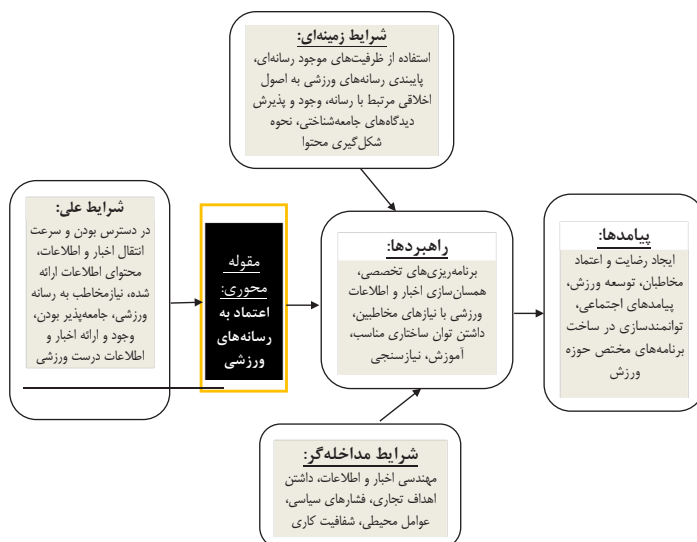 شرایط زمینه‌ای:
استفاده از ظرفیت‌های موجود رسانه‌ای،
پایبندی رسانه‌های ورزشی به اصول
اخلاقی مرتبط با رسانه، وجود و پذیرش
دیدگاه‌های جامعه‌شناختی، نحوه
شکل‌گیری محتوا
شرایط علی:
در دسترس بودن و سرعت
انتقال اخبار و اطلاعات،
محتوای اطلاعات ارائه
شده، نیازمخاطب به رسانه
ورزشی، جامعه‌پذیر بودن،
وجود و ارائه اخبار و
اطلاعات درست ورزشی
مقوله
محوری:
اعتماد به
رسانه‌های
ورزشی
راهبردها:
برنامه‌ریزی‌های تخصصی،
همسان‌سازی اخبار و اطلاعات
ورزشی با نیازهای مخاطبین،
داشتن توان ساختاری مناسب،
آموزش، نیازسنجی
پیامدها:
ایجاد رضایت و اعتماد
مخاطبان، توسعه ورزش،
پیامدهای اجتماعی،
توانمندسازی در ساخت
برنامه‌های مختص حوزه
ورزش
شرایط مداخله‌گر:
مهندسی اخبار و اطلاعات، داشتن
اهداف تجاری، فشارهای سیاسی،
عوامل محیطی، شفافیت کاری